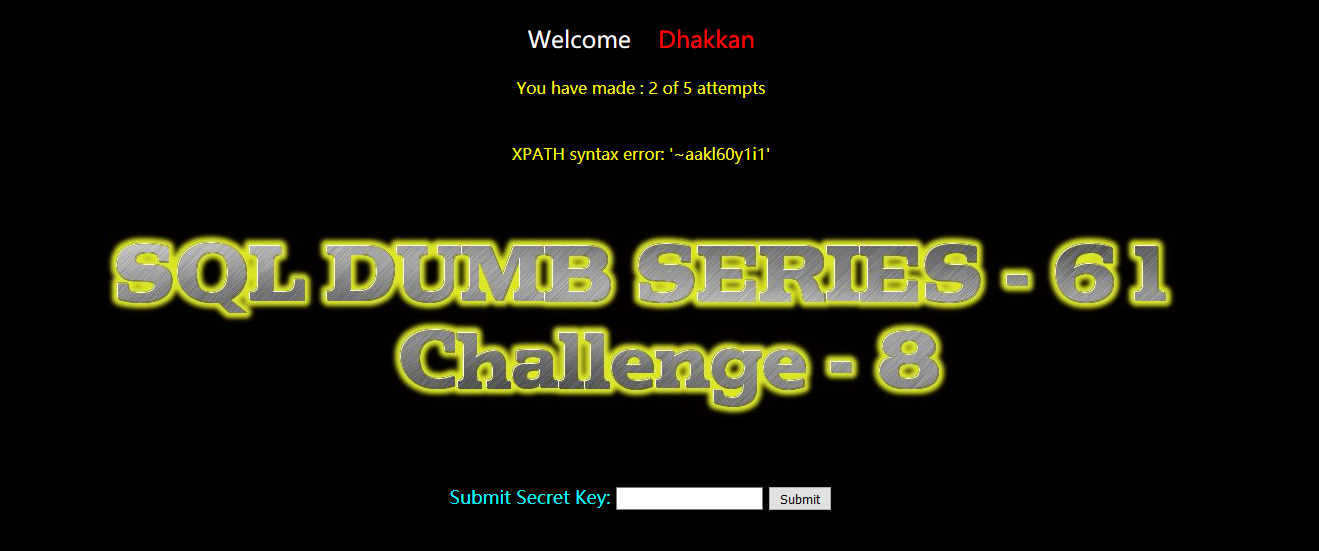 Welcome Dhakkan
You have made : 2 of 5 attempts
XPATH syntax error: '~aakl60y1i1'
SQL DUMB SERIES - 61
Challenge - 8
Submit Secret Key: Submit